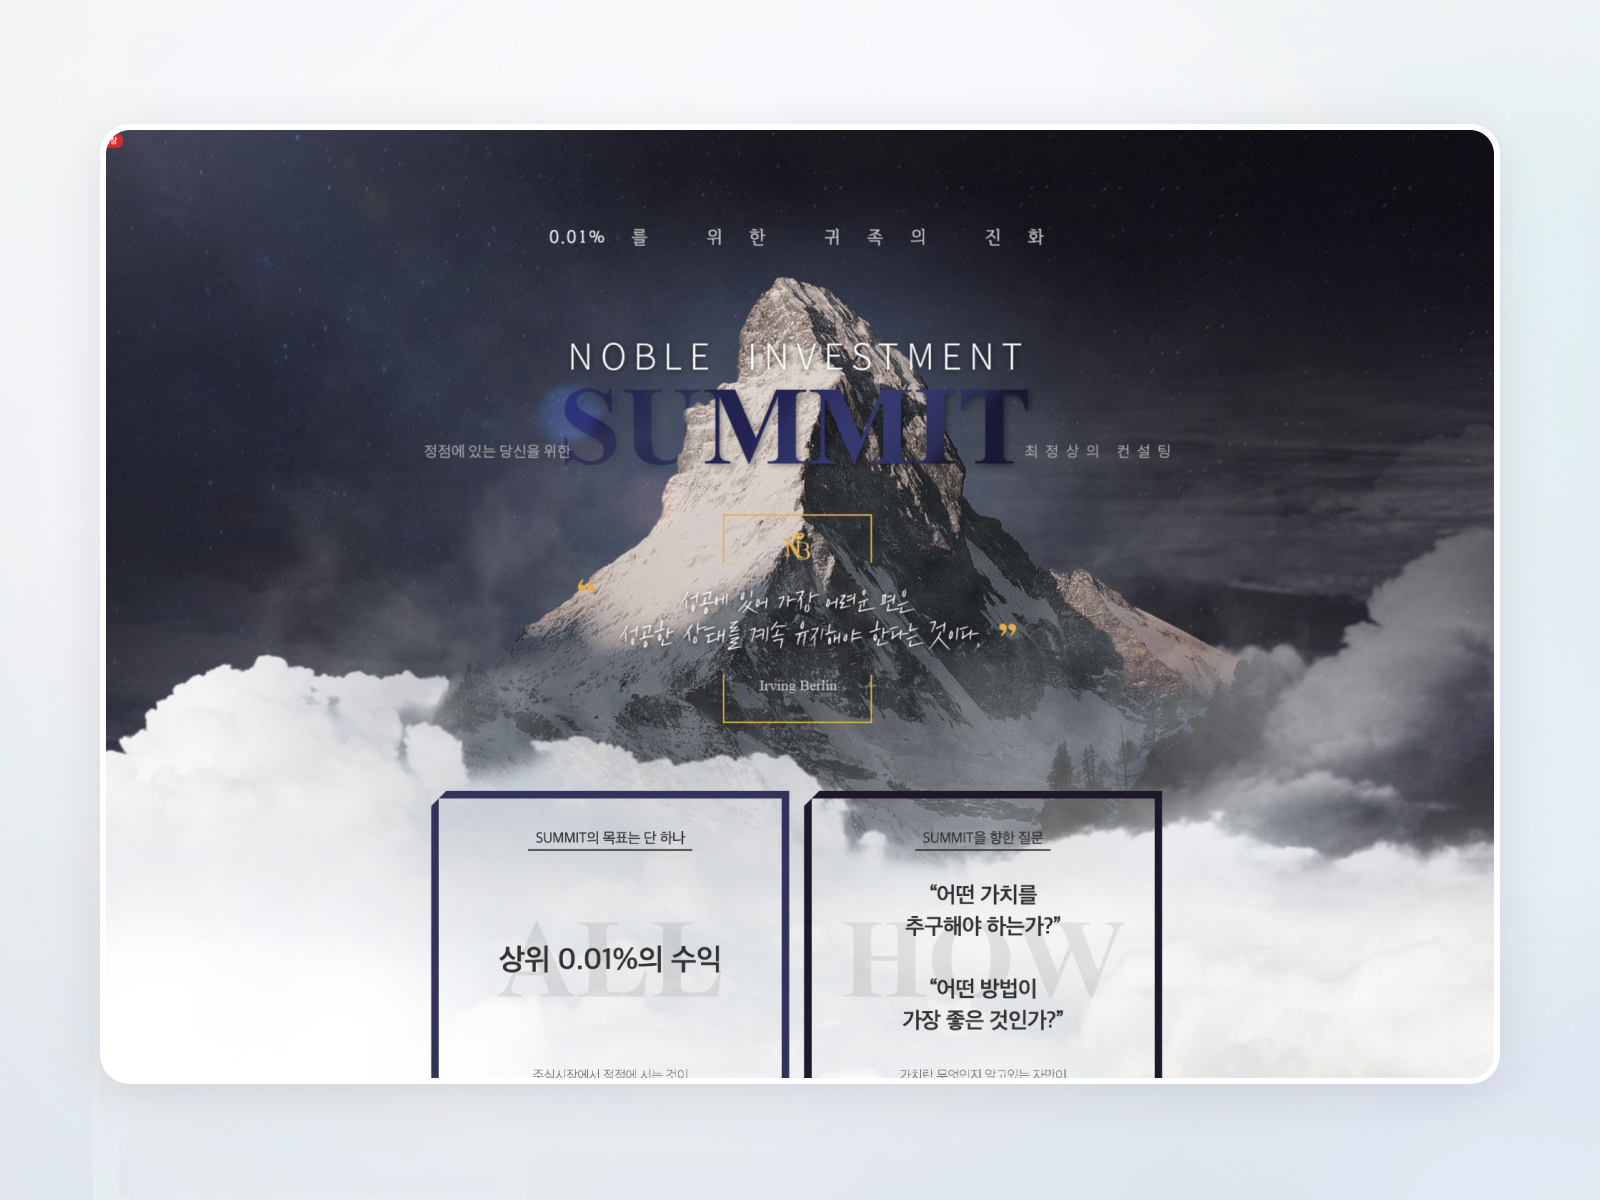 0.01% 를 위한 귀족의 진화
NOBLE INVESTMENT
SUMMIT
정점에 있는 당신을 위한
최정상의 컨설팅
NB
“
성공에 있어 가장 어려운 면은
성공한 상태를 계속 유지해야 한다는 것이다.
”
Irving Berlin
SUMMIT의 목표는 단 하나
ALL
상위 0.01%의 수익
주식시장에서 정점에 서는 것이
SUMMIT을 향한 질문
HOW
“어떤 가치를
추구해야 하는가?”
“어떤 방법이
가장 좋은 것인가?”
가치란 무엇인지 알고있는 자만이